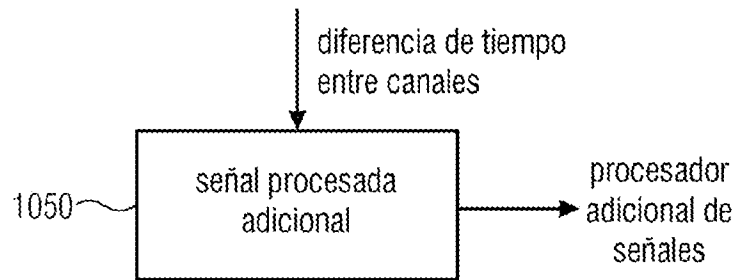 diferencia de tiempo
entre canales
1050
señal procesada
adicional
procesador
adicional de
señales